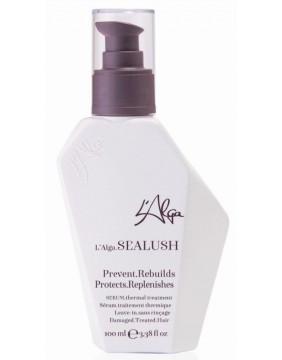 L'Alga
L'Alga
L'Alga.SEALUSH
Prevent.Rebuilds
Protects.Replenishes
SERUM.thermal treatment
Sérum traitement thermique
Leave-in.sans rinçage
Damaged.Treated.Hair
100 ml ℮ 3.38 fl oz